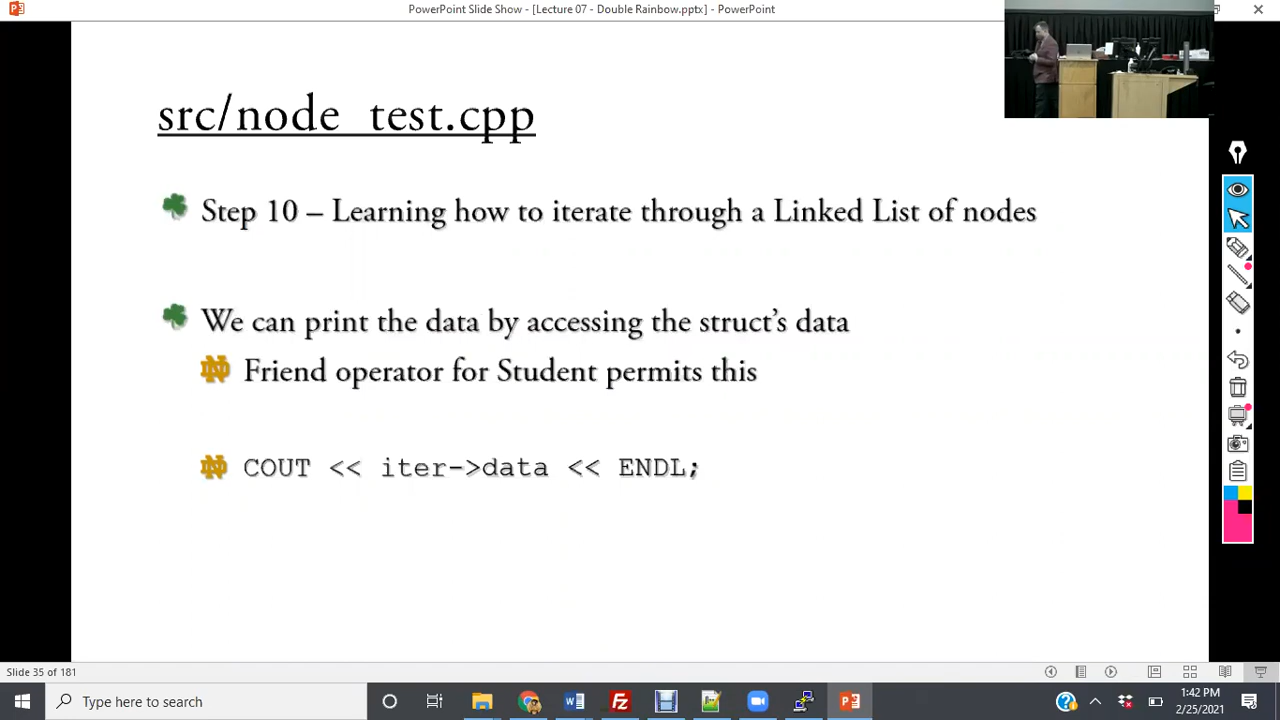 PowerPoint Slide Show - [Lecture 07 - Double Rainbow.pptx] - PowerPoint
src/node_test.cpp
Step 10 – Learning how to iterate through a Linked List of nodes
We can print the data by accessing the struct’s data
Friend operator for Student permits this
COUT << iter->data << ENDL;
Slide 35 of 181
Type here to search
1:42 PM
2/25/2021